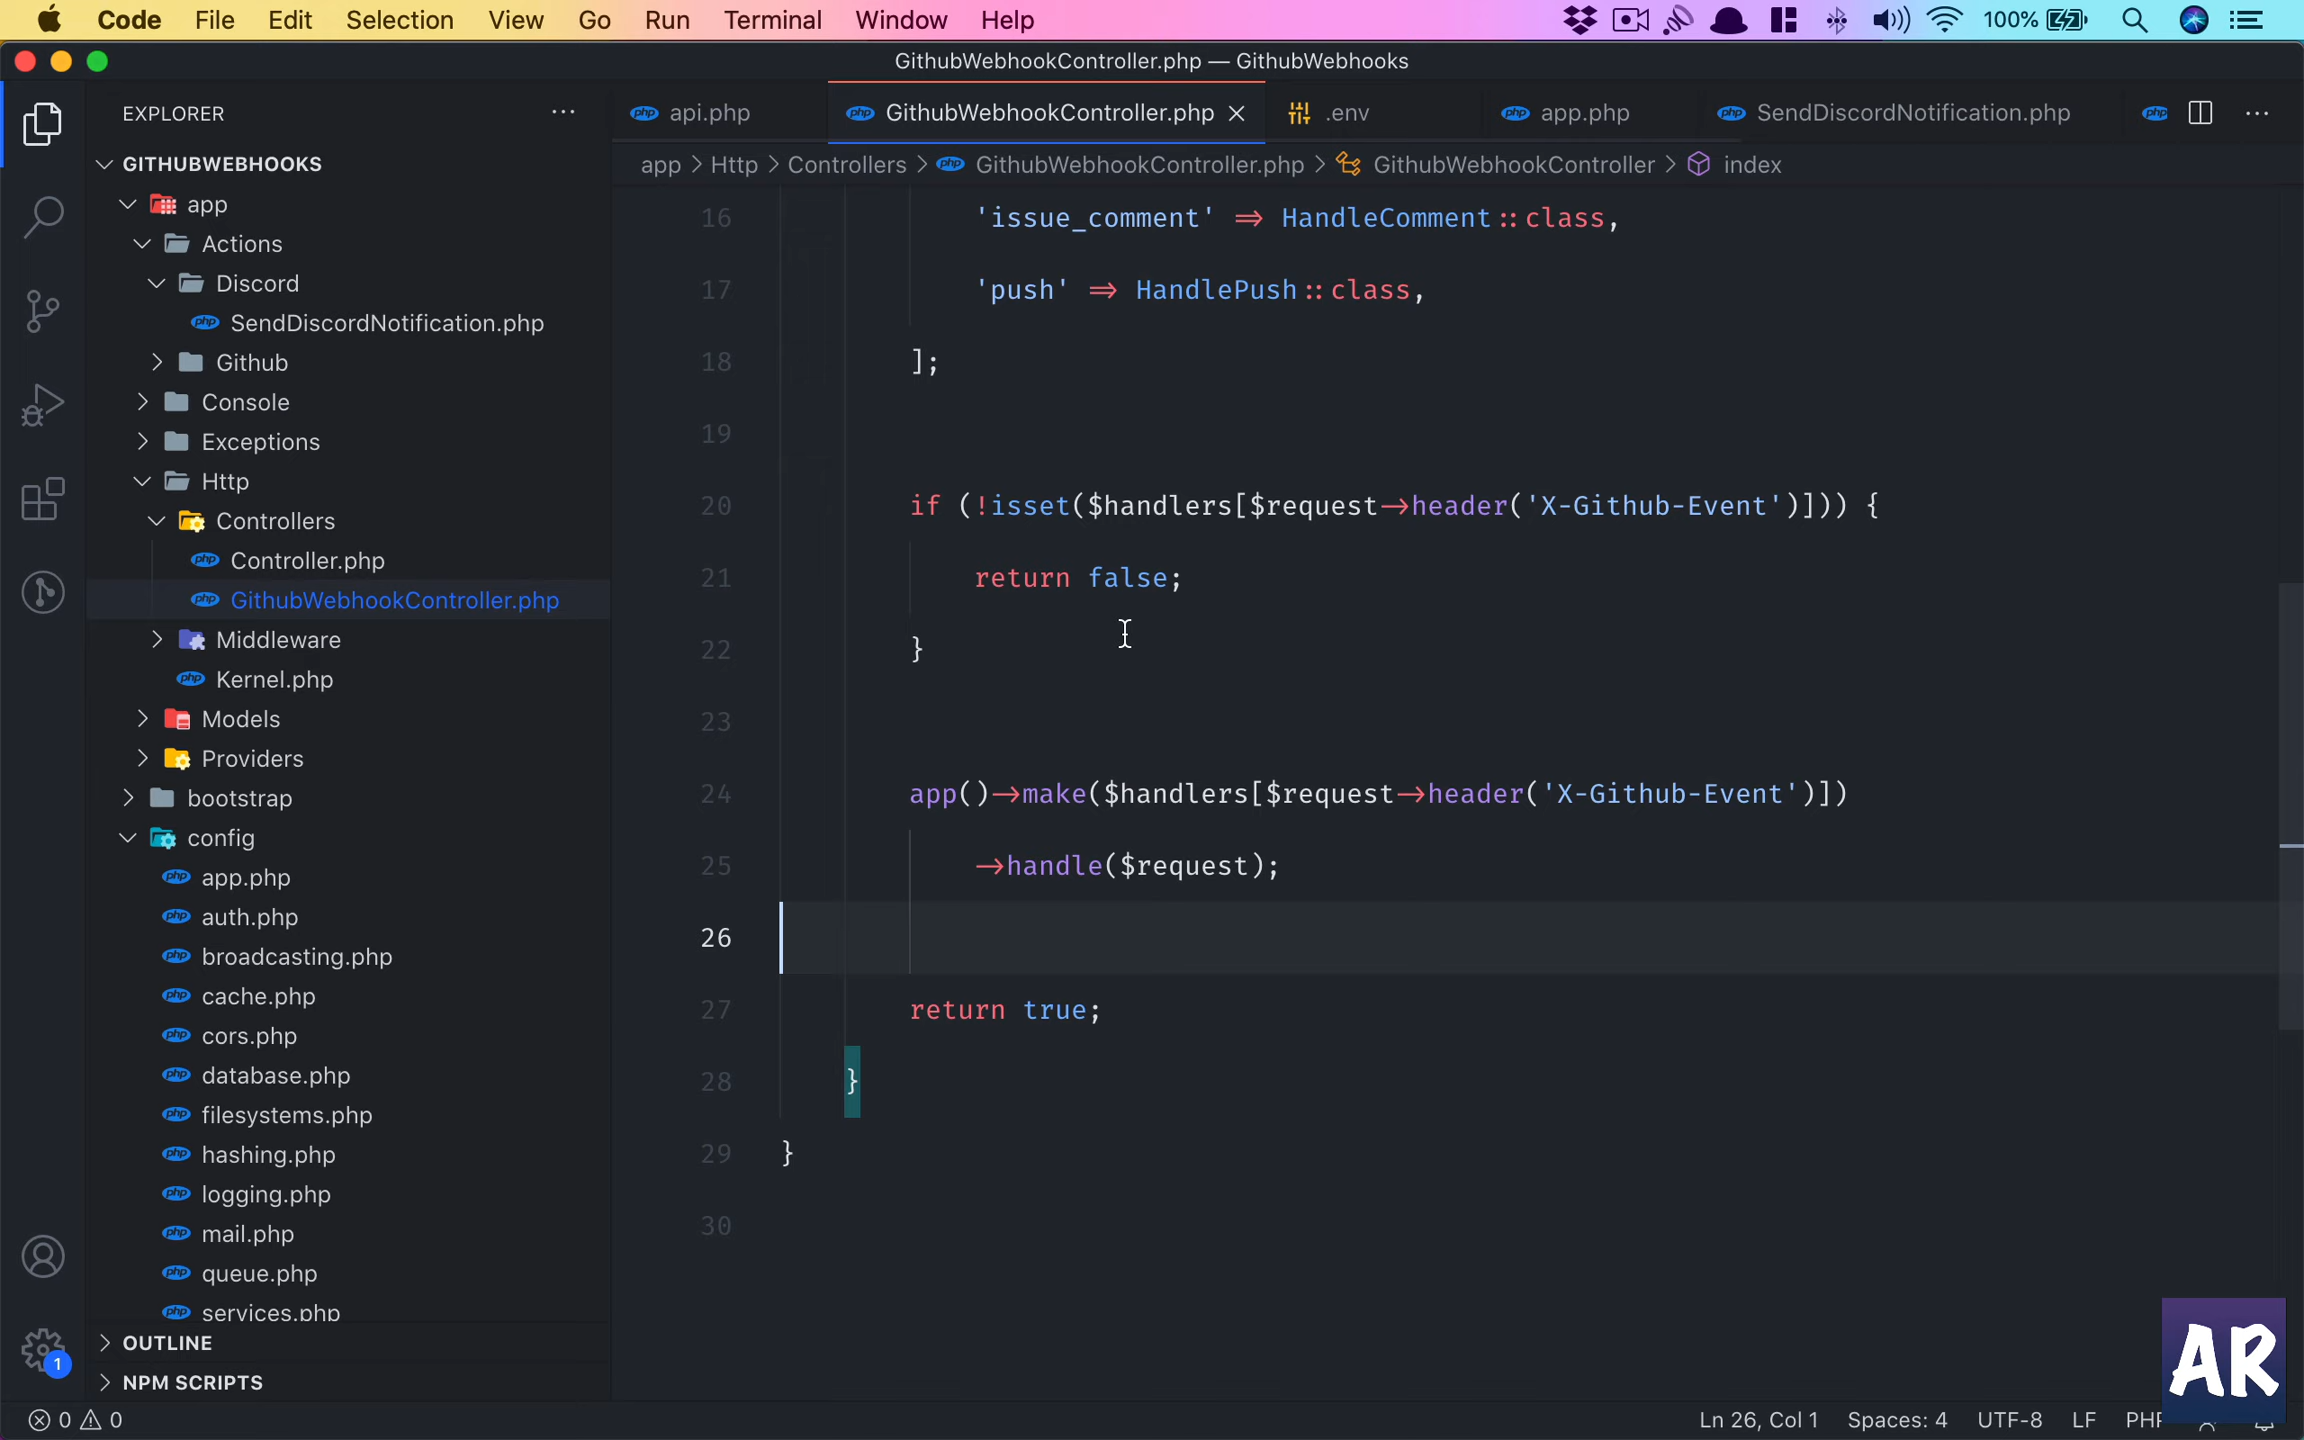 Code File Edit Selection View Go Run Terminal Window Help 100%
GithubWebhookController.php — GithubWebhooks
EXPLORER
GITHUBWEBHOOKS
app
Actions
Discord
SendDiscordNotification.php
Github
Console
Exceptions
Http
Controllers
Controller.php
GithubWebhookController.php
Middleware
Kernel.php
Models
Providers
bootstrap
config
app.php
auth.php
broadcasting.php
cache.php
cors.php
database.php
filesystems.php
hashing.php
logging.php
mail.php
queue.php
services.php
OUTLINE
NPM SCRIPTS
1
api.php GithubWebhookController.php .env app.php SendDiscordNotification.php
app > Http > Controllers > GithubWebhookController.php > GithubWebhookController > index
16 'issue_comment' => HandleComment::class,
17 'push' => HandlePush::class,
18 ];
19
20 if (!isset($handlers[$request->header('X-Github-Event')])) {
21 return false;
22 }
23
24 app()->make($handlers[$request->header('X-Github-Event')])
25 ->handle($request);
26
27 return true;
28 }
29 }
30
AR
0 0 Ln 26, Col 1 Spaces: 4 UTF-8 LF PHP